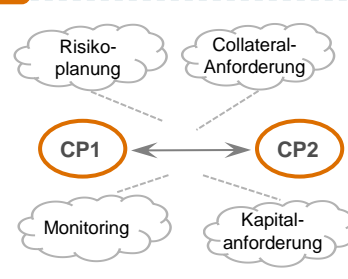 Risiko-
planung
Collateral-
Anforderung
CP1
CP2
Monitoring
Kapital-
anforderung